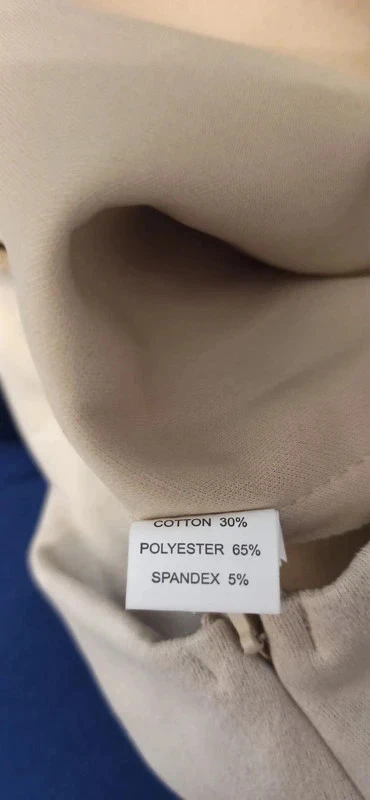 COTTON 30%
POLYESTER 65%
SPANDEX 5%